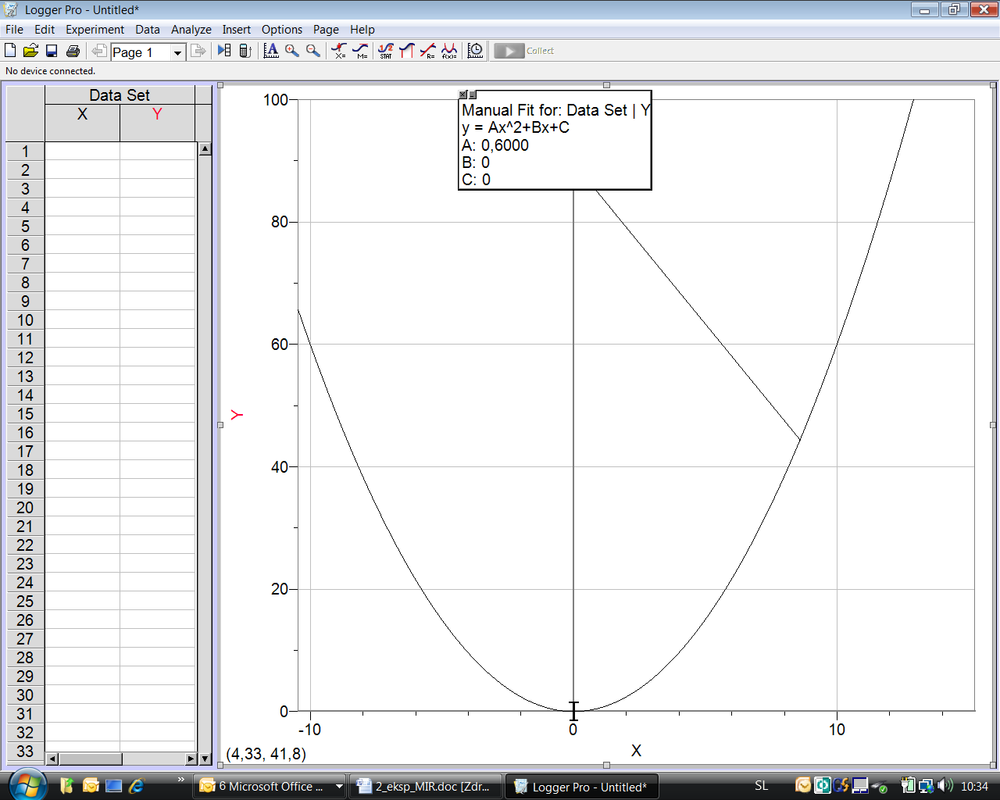 Logger Pro - Untitled*
File Edit Experiment Data Analyze Insert Options Page Help
Page 1
Collect
No device connected.
Data Set
X Y
1
2
3
4
5
6
7
8
9
10
11
12
13
14
15
16
17
18
19
20
21
22
23
24
25
26
27
28
29
30
31
32
33
Manual Fit for: Data Set | Y
y = Ax^2+Bx+C
A: 0,6000
B: 0
C: 0
100
80
60
40
20
0
Y
-10 0 10
X
(4,33, 41,8)
6 Microsoft Office ...
2_eksp_MIR.doc [Zdr...
Logger Pro - Untitled*
SL
10:34